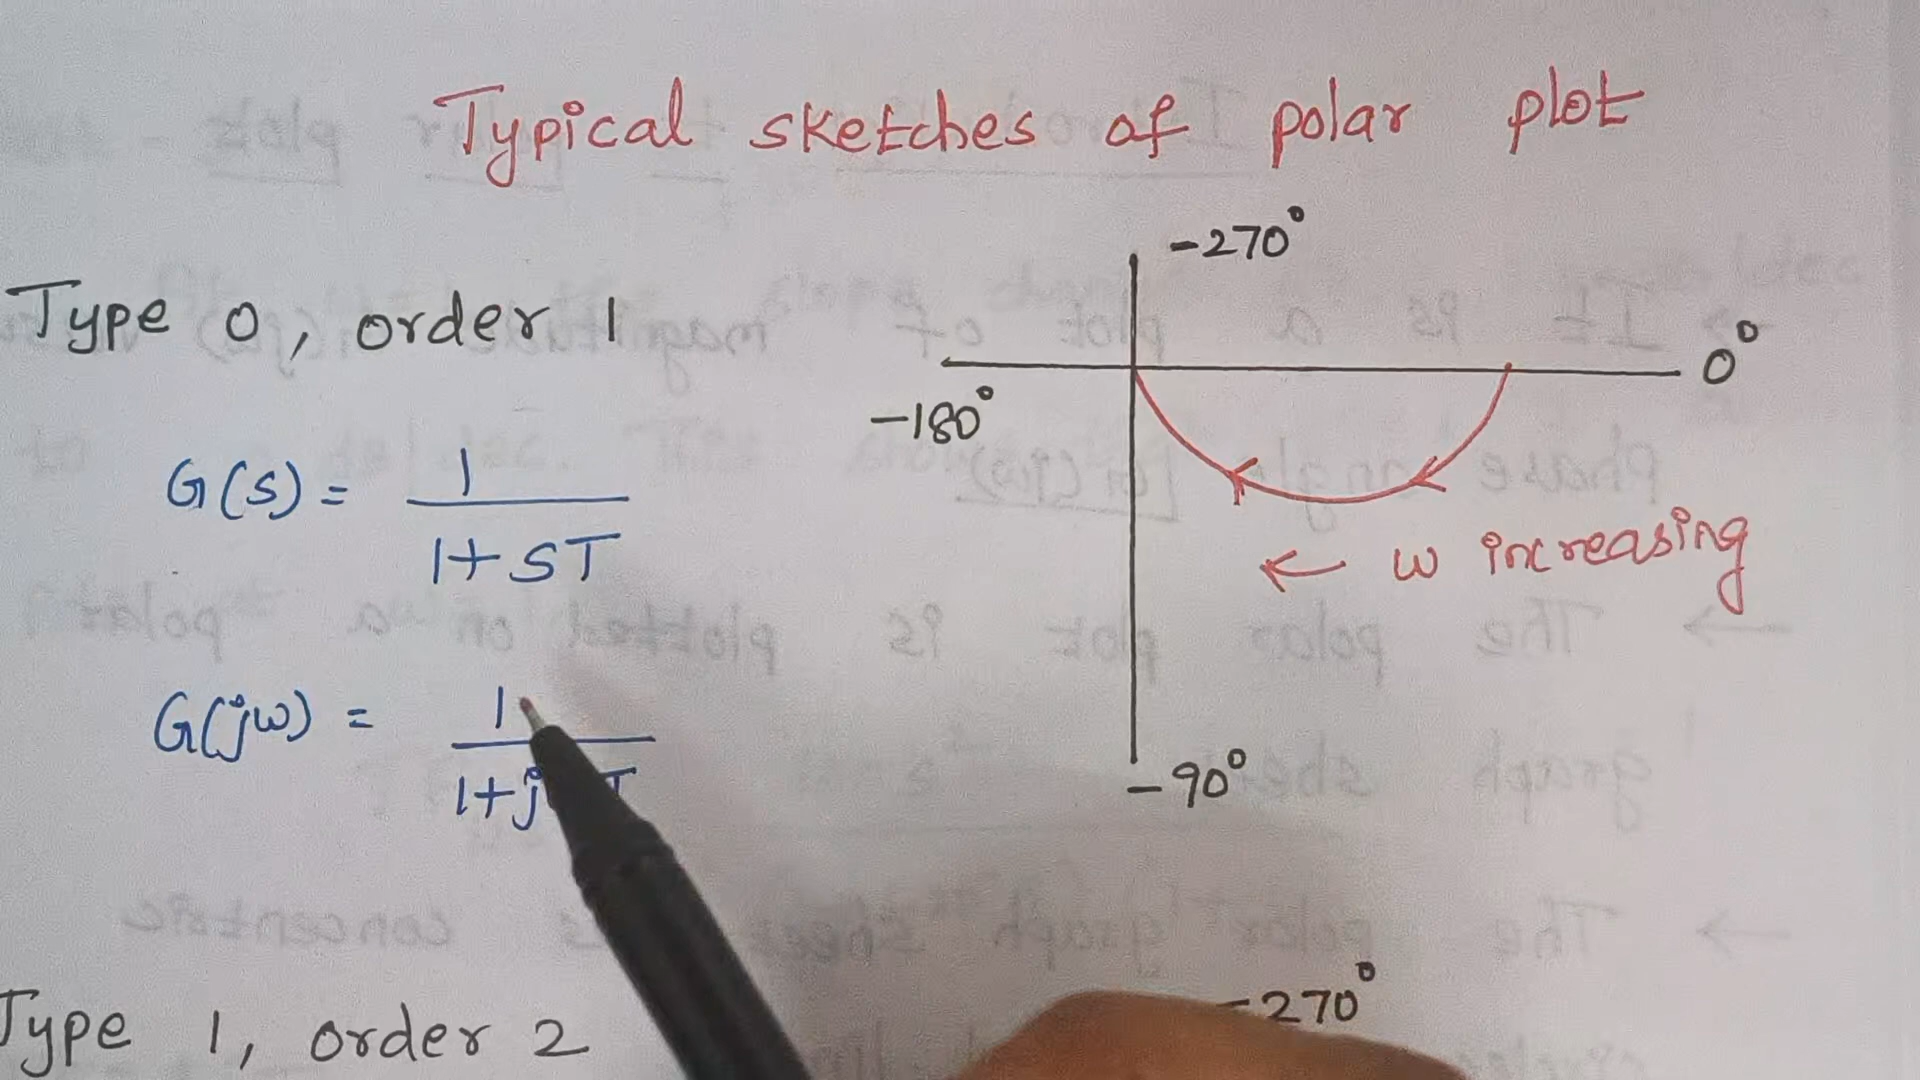 Typical sketches of polar plot
-270°
Type 0, order 1
0°
-180°
G(s) = 1
1+sT
← ω increasing
G(jω) = 1
1+j T
-90°
-270°
Type 1, order 2